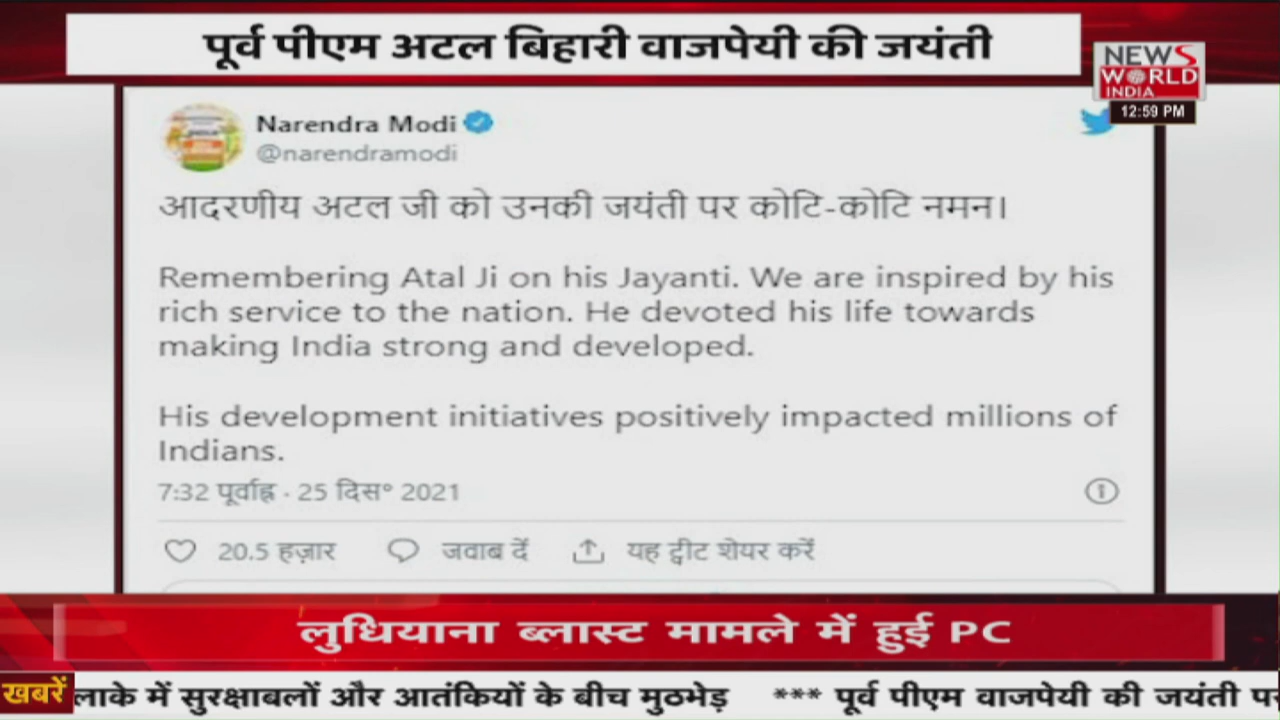 पूर्व पीएम अटल बिहारी वाजपेयी की जयंती
NEWS
WORLD
INDIA
12:59 PM
Narendra Modi
@narendramodi
आदरणीय अटल जी को उनकी जयंती पर कोटि-कोटि नमन।
Remembering Atal Ji on his Jayanti. We are inspired by his
rich service to the nation. He devoted his life towards
making India strong and developed.
His development initiatives positively impacted millions of
Indians.
7:32 पूर्वाह्न · 25 दिस॰ 2021
20.5 हज़ार जवाब दें यह ट्वीट शेयर करें
लुधियाना ब्लास्ट मामले में हुई PC
खबरें लाके में सुरक्षाबलों और आतंकियों के बीच मुठभेड़ *** पूर्व पीएम वाजपेयी की जयंती पर